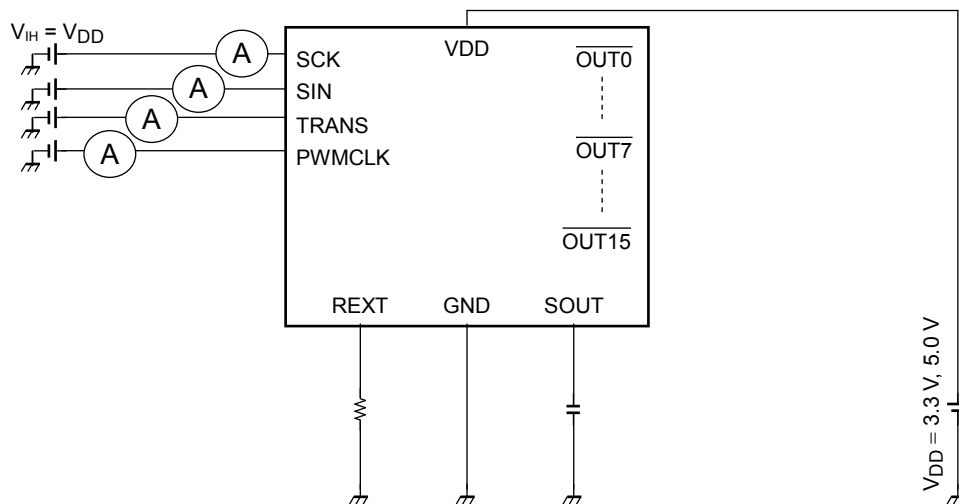 V_IH = V_DD
A
A
A
A
SCK
SIN
TRANS
PWMCLK
VDD
OUT0
OUT7
OUT15
REXT
GND
SOUT
V_DD = 3.3 V, 5.0 V